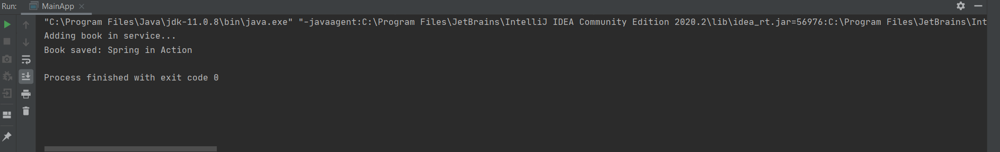 Run:
MainApp
"C:\Program Files\Java\jdk-11.0.8\bin\java.exe" "-javaagent:C:\Program Files\JetBrains\IntelliJ IDEA Community Edition 2020.2\lib\idea_rt.jar=56976:C:\Program Files\JetBrains\Int
Adding book in service...
Book saved: Spring in Action
Process finished with exit code 0